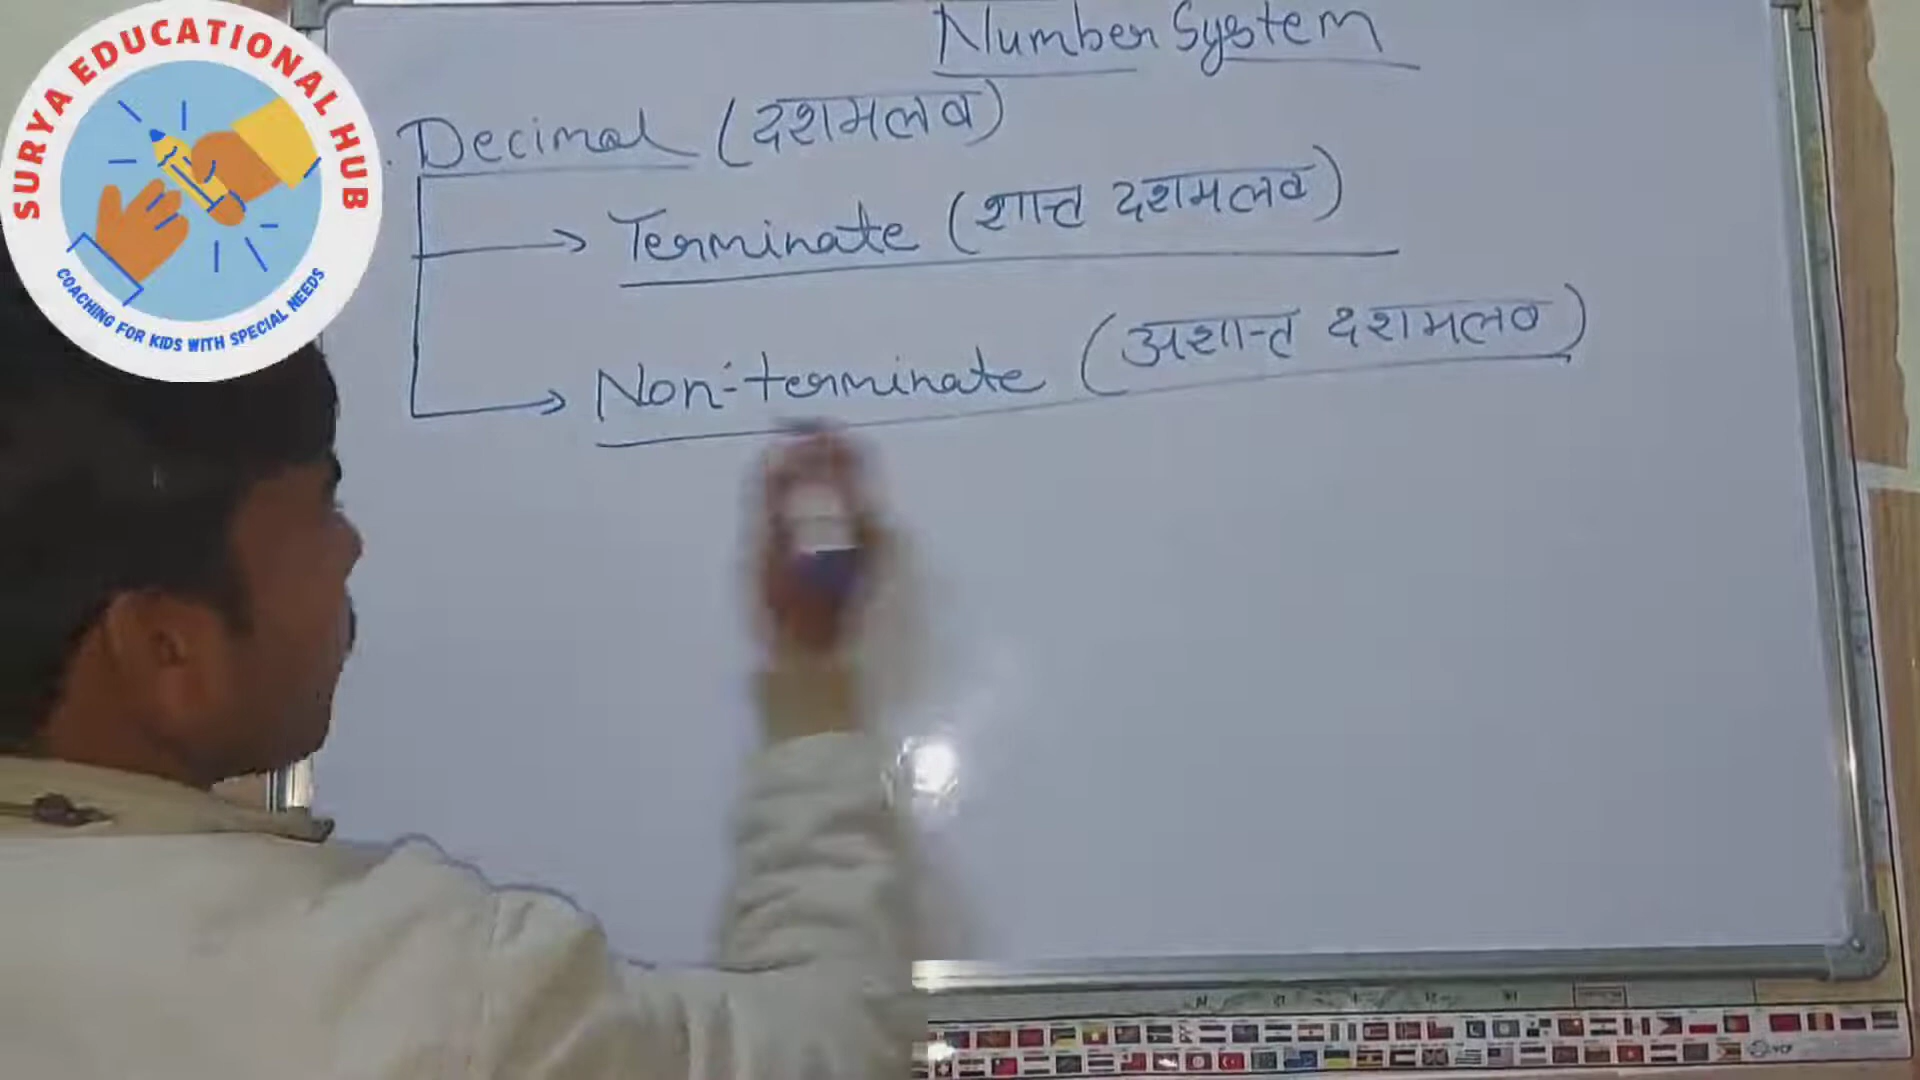 SURYA EDUCATIONAL HUB
COACHING FOR KIDS WITH SPECIAL NEEDS
Number System
Decimal (दशमलव)
Terminate (शान्त दशमलव)
Non-terminate (अशान्त दशमलव)